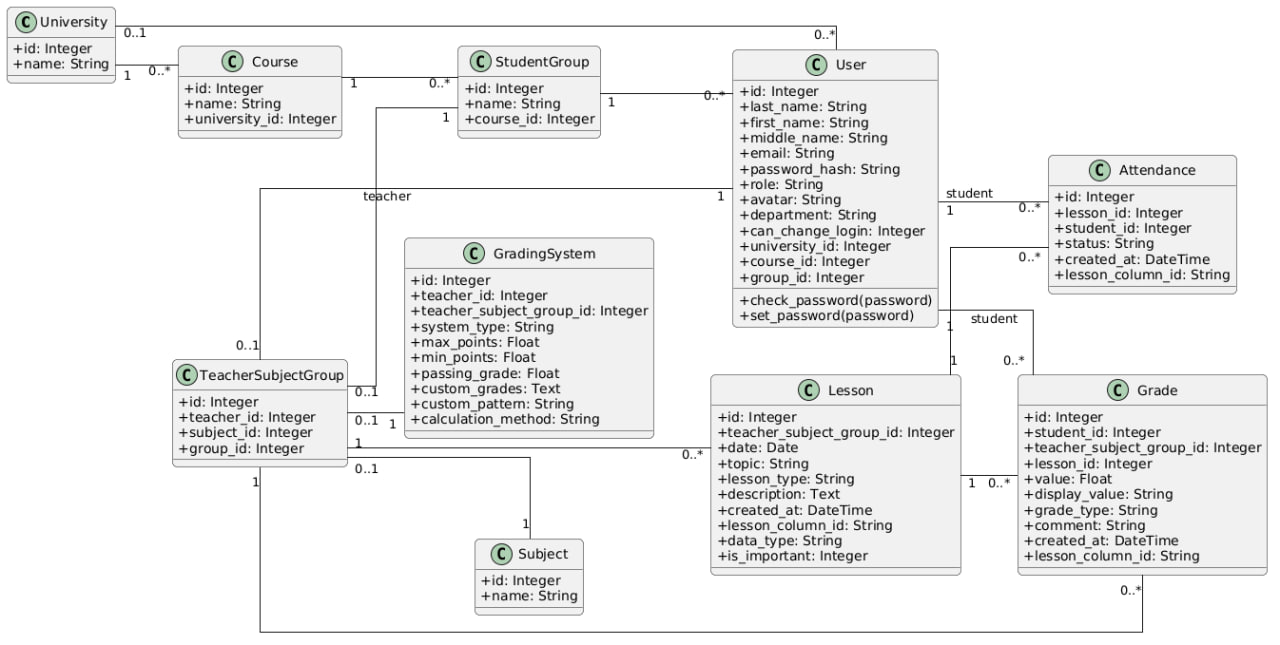 C University
+id: Integer
+name: String
0..1
0..*
1
0..*
C Course
+id: Integer
+name: String
+university_id: Integer
1
0..*
C StudentGroup
+id: Integer
+name: String
+course_id: Integer
1
0..*
1
C User
+id: Integer
+last_name: String
+first_name: String
+middle_name: String
+email: String
+password_hash: String
+role: String
+avatar: String
+department: String
+can_change_login: Integer
+university_id: Integer
+course_id: Integer
+group_id: Integer
+check_password(password)
+set_password(password)
teacher
1
0..1
student
1
0..*
C Attendance
+id: Integer
+lesson_id: Integer
+student_id: Integer
+status: String
+created_at: DateTime
+lesson_column_id: String
0..*
1
1
student
0..*
C GradingSystem
+id: Integer
+teacher_id: Integer
+teacher_subject_group_id: Integer
+system_type: String
+max_points: Float
+min_points: Float
+passing_grade: Float
+custom_grades: Text
+custom_pattern: String
+calculation_method: String
C TeacherSubjectGroup
+id: Integer
+teacher_id: Integer
+subject_id: Integer
+group_id: Integer
0..1
0..1
1
1
0..*
0..1
1
1
0..*
C Lesson
+id: Integer
+teacher_subject_group_id: Integer
+date: Date
+topic: String
+lesson_type: String
+description: Text
+created_at: DateTime
+lesson_column_id: String
+data_type: String
+is_important: Integer
1
0..*
C Grade
+id: Integer
+student_id: Integer
+teacher_subject_group_id: Integer
+lesson_id: Integer
+value: Float
+display_value: String
+grade_type: String
+comment: String
+created_at: DateTime
+lesson_column_id: String
C Subject
+id: Integer
+name: String